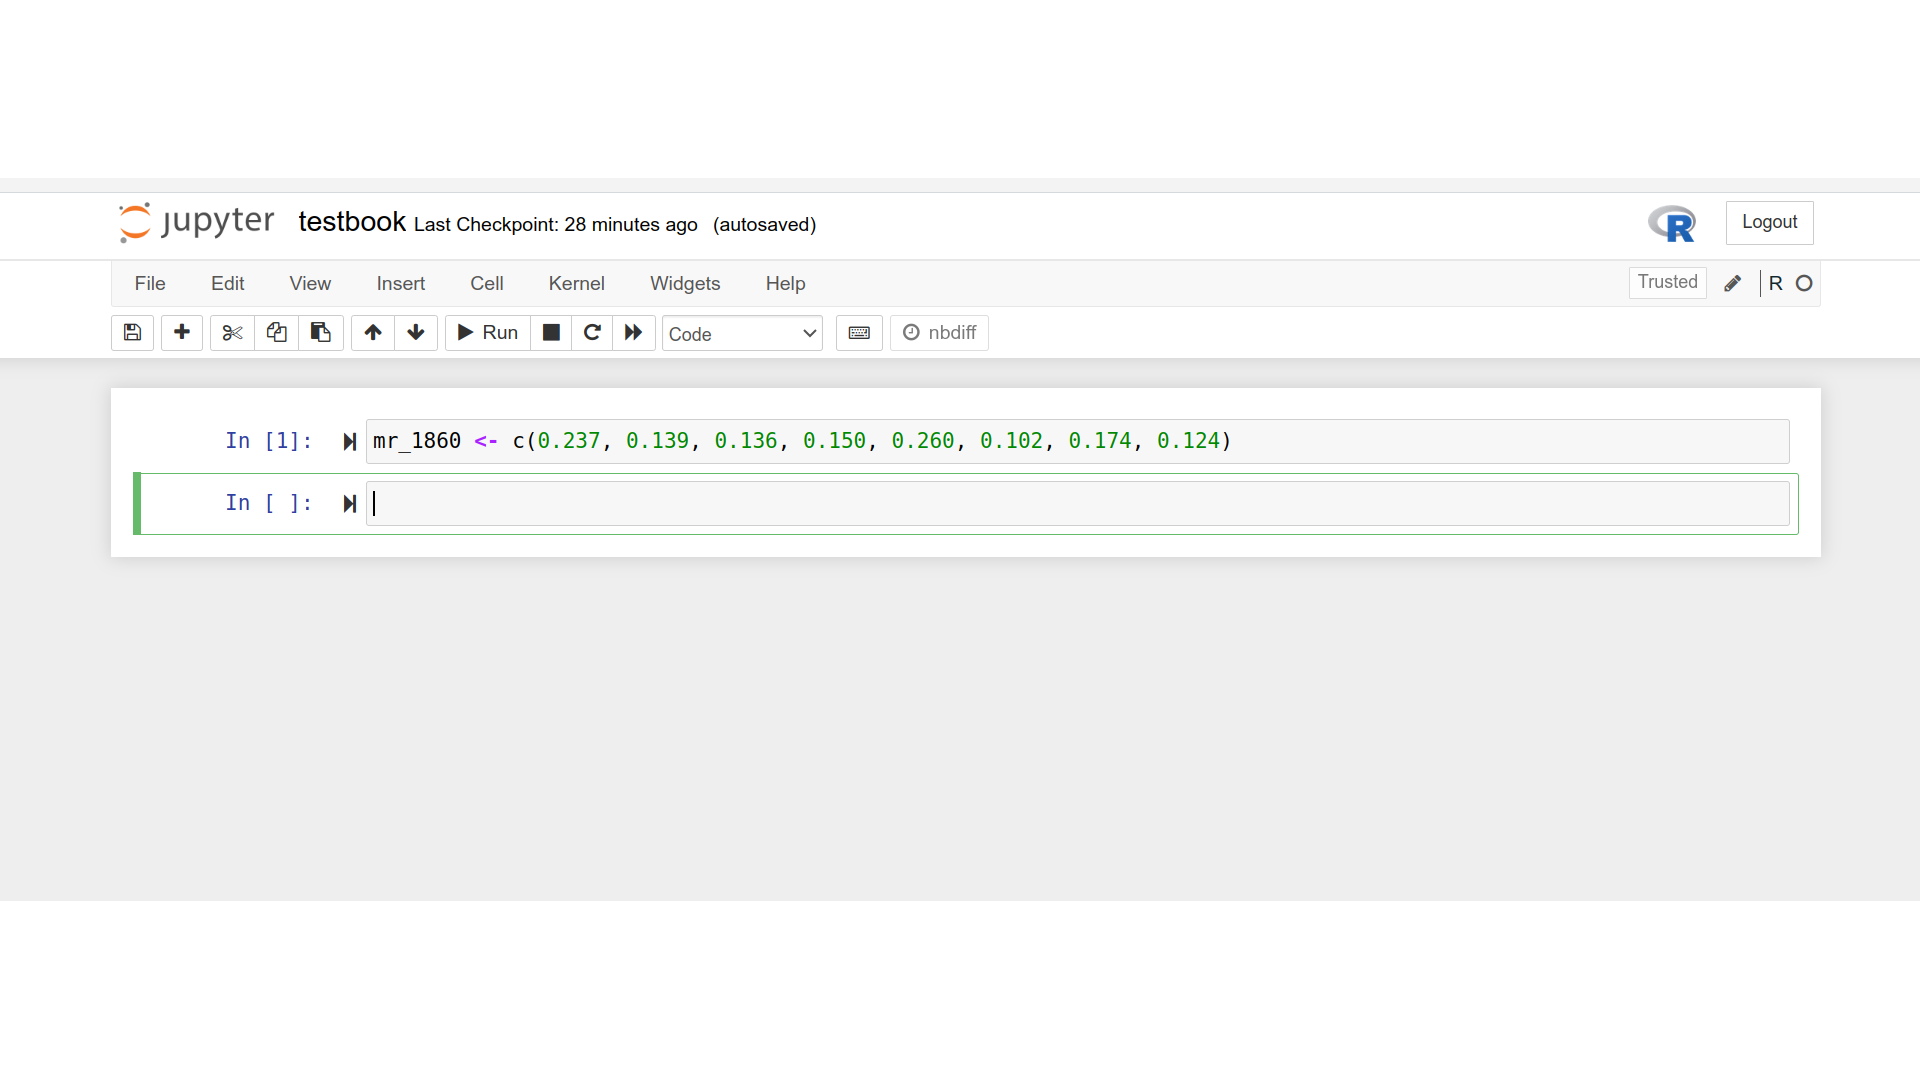 jupyter testbook Last Checkpoint: 28 minutes ago (autosaved) R Logout
File Edit View Insert Cell Kernel Widgets Help Trusted R
Run Code nbdiff
In [1]: mr_1860 <- c(0.237, 0.139, 0.136, 0.150, 0.260, 0.102, 0.174, 0.124)
In [ ]: